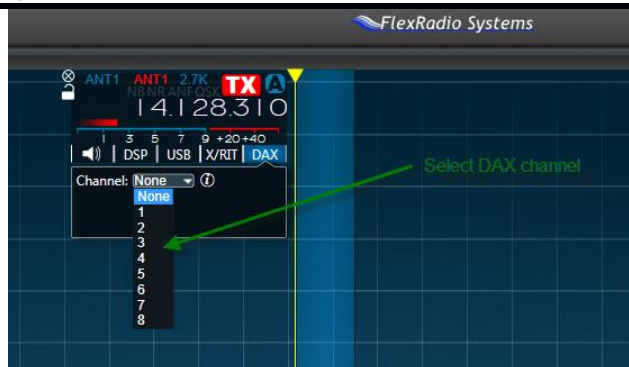 FlexRadio Systems
ANT1 ANT1 2.7K TX A
NB NR ANF QSK
14.128.310
1 3 5 7 9 +20 +40
DSP USB X/RIT DAX
Select DAX channel
Channel: None i
None
1
2
3
4
5
6
7
8